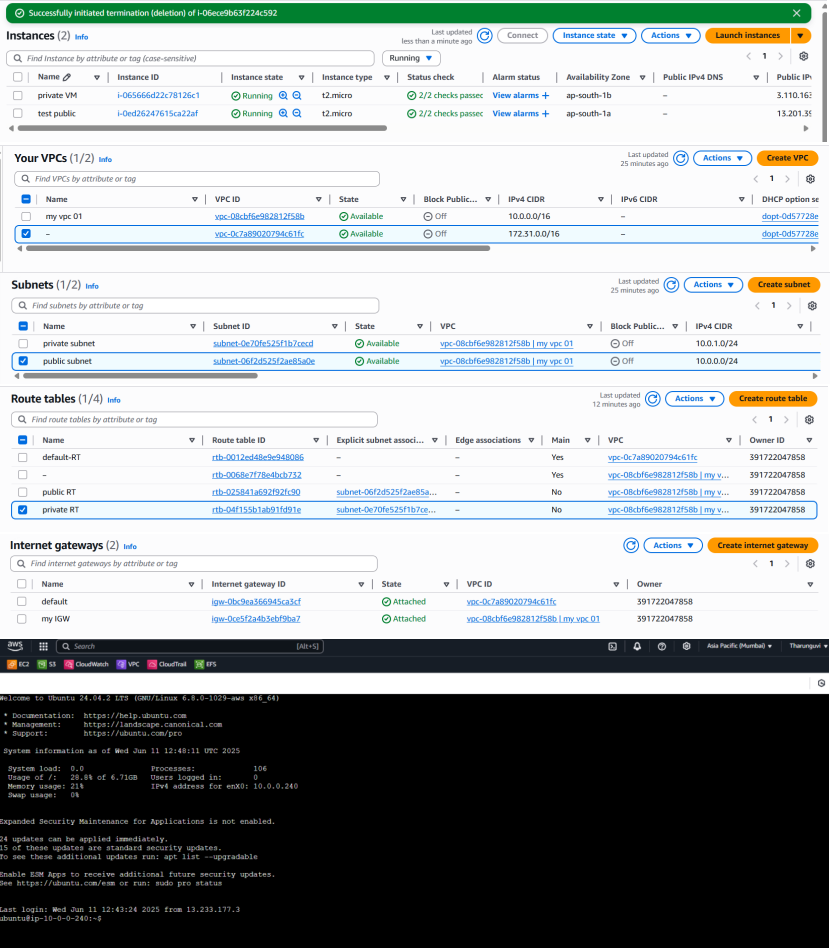 Successfully initiated termination (deletion) of i-06ece9b63f224c592
Instances (2) Info
Last updated
less than a minute ago
Connect
Instance state
Actions
Launch instances
Find Instance by attribute or tag (case-sensitive)
Running
1
Name Instance ID Instance state Instance type Status check Alarm status Availability Zone Public IPv4 DNS Public IP
private VM i-065666d22c78126c1 Running t2.micro 2/2 checks passec View alarms + ap-south-1b – 3.110.163
test public i-0ed26247615ca22af Running t2.micro 2/2 checks passec View alarms + ap-south-1a – 13.201.39
Your VPCs (1/2) Info
Last updated
25 minutes ago
Actions
Create VPC
Find VPCs by attribute or tag
1
Name VPC ID State Block Public... IPv4 CIDR IPv6 CIDR DHCP option se
my vpc 01 vpc-08cbf6e982812f58b Available Off 10.0.0.0/16 – dopt-0d57728e
– vpc-0c7a89020794c61fc Available Off 172.31.0.0/16 – dopt-0d57728e
Subnets (1/2) Info
Last updated
25 minutes ago
Actions
Create subnet
Find subnets by attribute or tag
1
Name Subnet ID State VPC Block Public... IPv4 CIDR
private subnet subnet-0e70fe525f1b7cecd Available vpc-08cbf6e982812f58b | my vpc 01 Off 10.0.1.0/24
public subnet subnet-06f2d525f2ae85a0e Available vpc-08cbf6e982812f58b | my vpc 01 Off 10.0.0.0/24
Route tables (1/4) Info
Last updated
12 minutes ago
Actions
Create route table
Find route tables by attribute or tag
1
Name Route table ID Explicit subnet associ... Edge associations Main VPC Owner ID
default-RT rtb-0012ed48e9e948086 – – Yes vpc-0c7a89020794c61fc 391722047858
– rtb-0068e7f78e4bcb732 – – Yes vpc-08cbf6e982812f58b | my v... 391722047858
public RT rtb-025841a692f92fc90 subnet-06f2d525f2ae85a... – No vpc-08cbf6e982812f58b | my v... 391722047858
private RT rtb-04f155b1ab91fd91e subnet-0e70fe525f1b7ce... – No vpc-08cbf6e982812f58b | my v... 391722047858
Internet gateways (2) Info
Actions
Create internet gateway
Find internet gateways by attribute or tag
1
Name Internet gateway ID State VPC ID Owner
default igw-0bc9ea366945ca3cf Attached vpc-0c7a89020794c61fc 391722047858
my IGW igw-0ce5f2a4b3ebf9ba7 Attached vpc-08cbf6e982812f58b | my vpc 01 391722047858
aws Search [Alt+S] Asia Pacific (Mumbai) Tharunguvi
EC2 S3 CloudWatch VPC CloudTrail EFS
Welcome to Ubuntu 24.04.2 LTS (GNU/Linux 6.8.0-1029-aws x86_64)
* Documentation: https://help.ubuntu.com
* Management: https://landscape.canonical.com
* Support: https://ubuntu.com/pro
System information as of Wed Jun 11 12:48:11 UTC 2025
System load: 0.0 Processes: 106
Usage of /: 28.8% of 6.71GB Users logged in: 0
Memory usage: 21% IPv4 address for enX0: 10.0.0.240
Swap usage: 0%
Expanded Security Maintenance for Applications is not enabled.
24 updates can be applied immediately.
15 of these updates are standard security updates.
To see these additional updates run: apt list --upgradable
Enable ESM Apps to receive additional future security updates.
See https://ubuntu.com/esm or run: sudo pro status
Last login: Wed Jun 11 12:43:24 2025 from 13.233.177.3
ubuntu@ip-10-0-0-240:~$